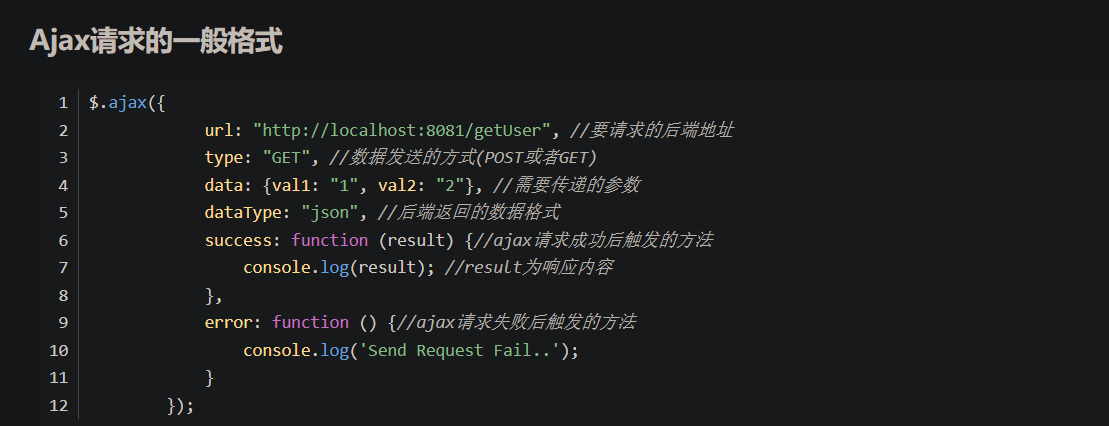 Ajax请求的一般格式
1 $.ajax({
2 url: "http://localhost:8081/getUser", //要请求的后端地址
3 type: "GET", //数据发送的方式(POST或者GET)
4 data: {val1: "1", val2: "2"}, //需要传递的参数
5 dataType: "json", //后端返回的数据格式
6 success: function (result) {//ajax请求成功后触发的方法
7 console.log(result); //result为响应内容
8 },
9 error: function () {//ajax请求失败后触发的方法
10 console.log('Send Request Fail..');
11 }
12 });